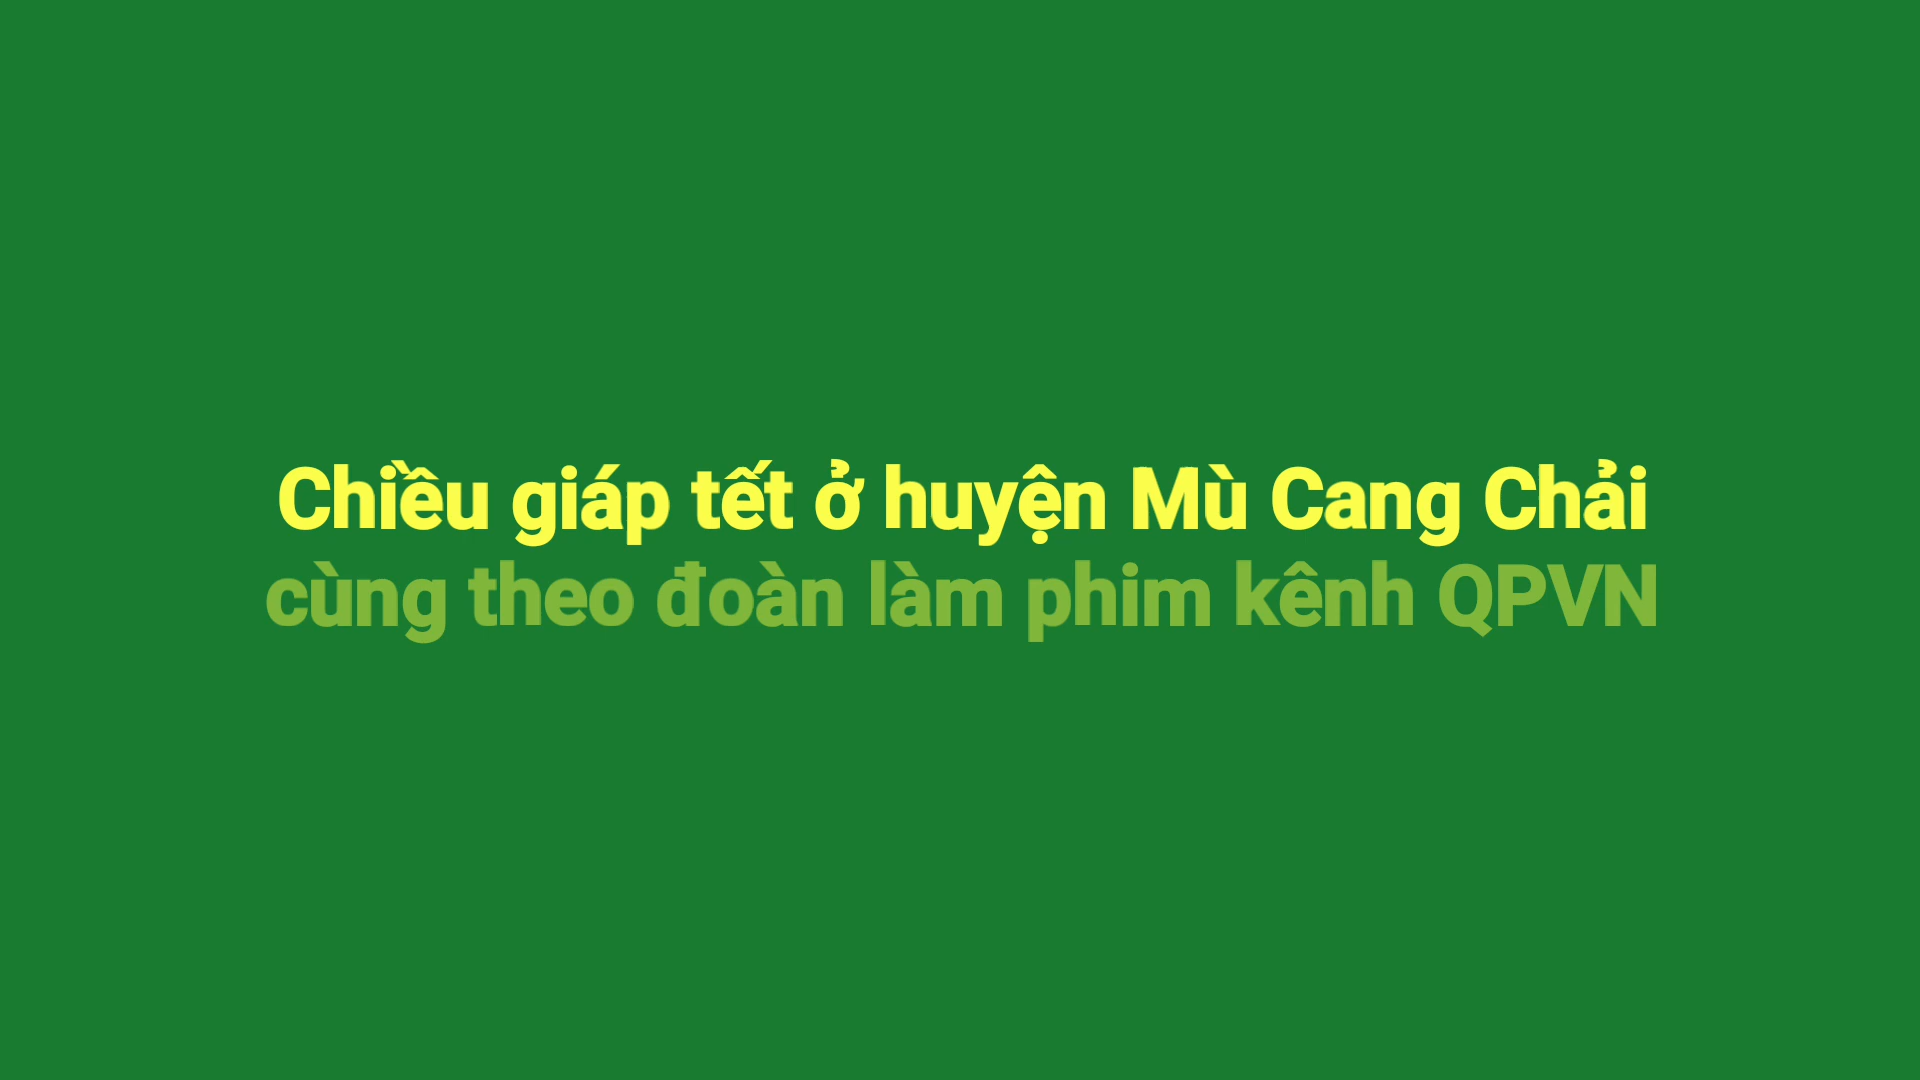 Chiều giáp tết ở huyện Mù Cang Chải
cùng theo đoàn làm phim kênh QPVN